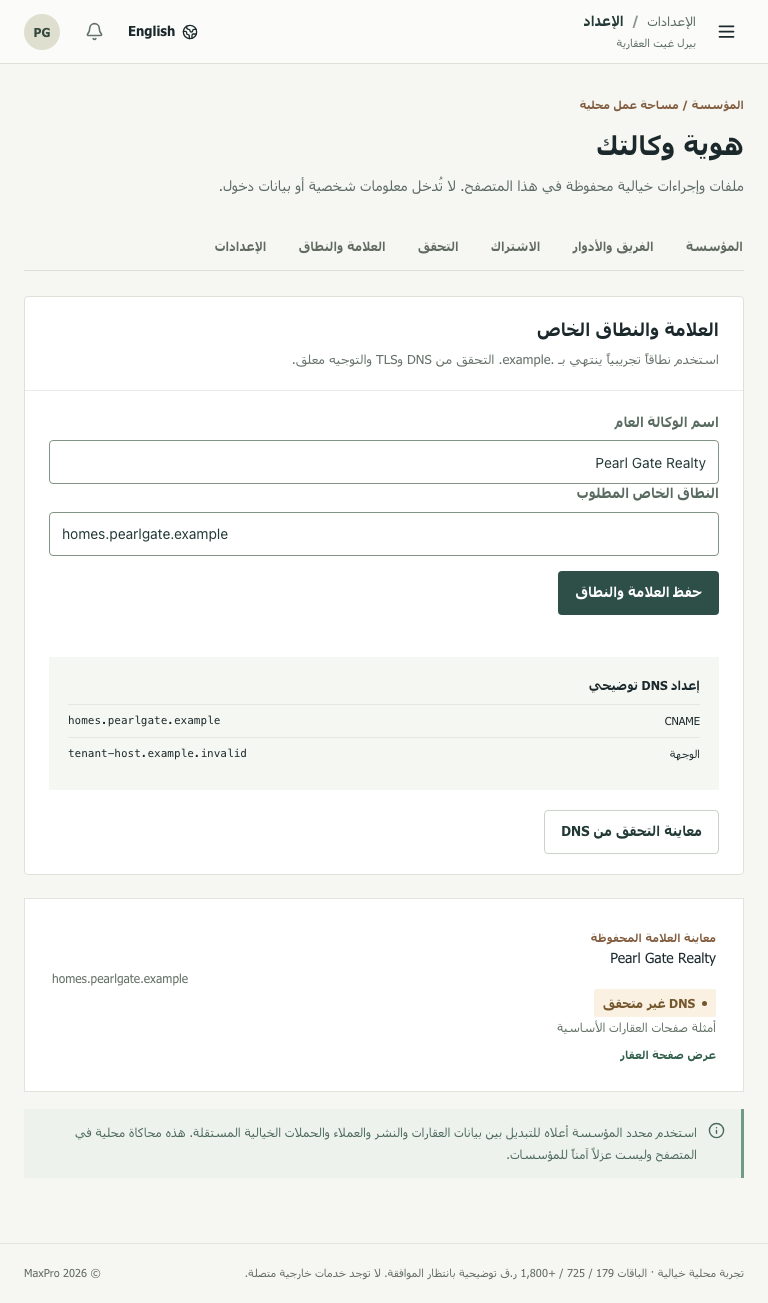 الإعدادات / الإعداد
بيرل غيت العقارية
English
PG
المؤسسة / مساحة عمل محلية
هوية وكالتك
ملفات وإجراءات خيالية محفوظة في هذا المتصفح. لا تُدخل معلومات شخصية أو بيانات دخول.
المؤسسة الفريق والأدوار الاشتراك التحقق العلامة والنطاق الإعدادات
العلامة والنطاق الخاص
استخدم نطاقاً تجريبياً ينتهي بـ .example. التحقق من DNS وTLS والتوجيه معلق.
اسم الوكالة العام
Pearl Gate Realty
النطاق الخاص المطلوب
homes.pearlgate.example
حفظ العلامة والنطاق
إعداد DNS توضيحي
CNAME homes.pearlgate.example
الوجهة tenant-host.example.invalid
معاينة التحقق من DNS
معاينة العلامة المحفوظة
Pearl Gate Realty
homes.pearlgate.example
• DNS غير متحقق
أمثلة صفحات العقارات الأساسية
عرض صفحة العقار
استخدم محدد المؤسسة أعلاه للتبديل بين بيانات العقارات والنشر والعملاء والحملات الخيالية المستقلة. هذه محاكاة محلية في
المتصفح وليست عزلاً آمناً للمؤسسات.
تجربة محلية خيالية · الباقات 179 / 725 / +1,800 ر.ق توضيحية بانتظار الموافقة. لا توجد خدمات خارجية متصلة.
© 2026 MaxPro